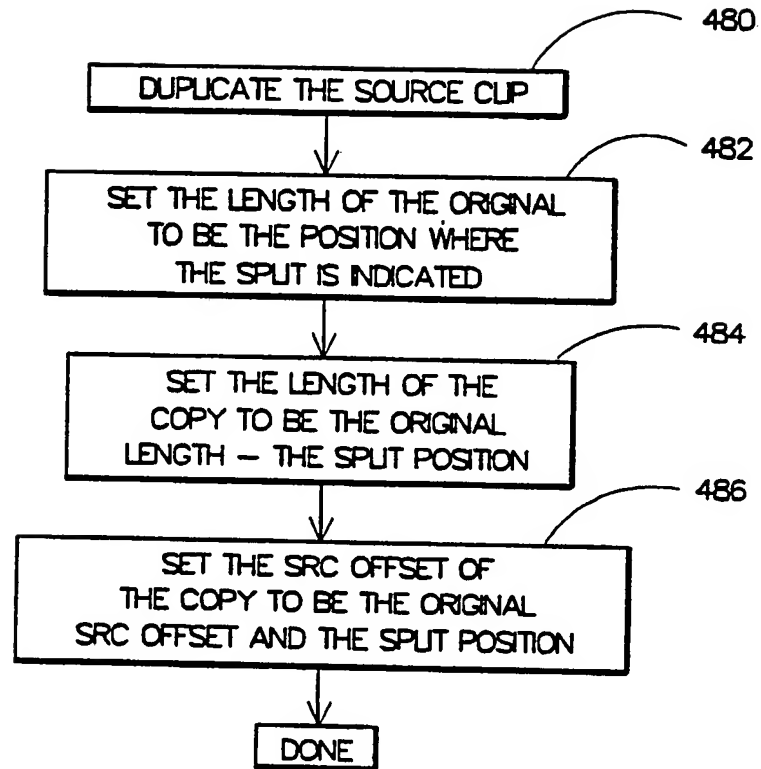 480
DUPLICATE THE SOURCE CLIP
482
SET THE LENGTH OF THE ORIGINAL
TO BE THE POSITION WHERE
THE SPLIT IS INDICATED
484
SET THE LENGTH OF THE
COPY TO BE THE ORIGINAL
LENGTH – THE SPLIT POSITION
486
SET THE SRC OFFSET OF
THE COPY TO BE THE ORIGINAL
SRC OFFSET AND THE SPLIT POSITION
DONE